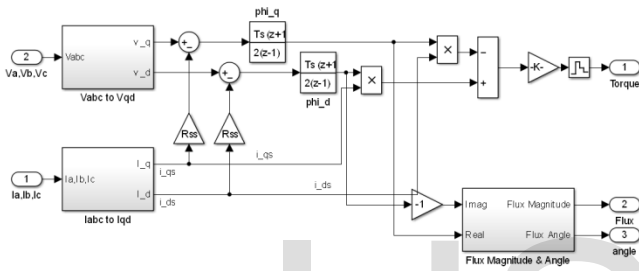 phi_q
2
Va,Vb,Vc
Vabc
v_q
v_d
Vabc to Vqd
+_
+_
Ts(z+1
2(z-1)
Ts(z+1
2(z-1)
phi_d
×
×
−
+
-K-
1
Torque
Rss
Rss
1
Ia,Ib,Ic
Ia,Ib,Ic
I_q
I_d
Iabc to Iqd
i_qs
i_qs
i_ds
i_ds
-1
Imag
Real
Flux Magnitude
Flux Angle
Flux Magnitude & Angle
2
Flux
3
angle